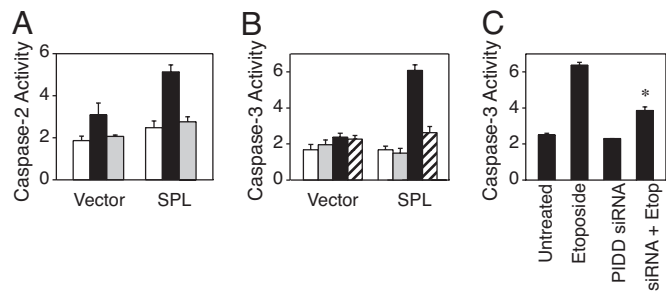 A
Caspase-2 Activity
6
4
2
0
Vector
SPL
B
Caspase-3 Activity
8
6
4
2
0
Vector
SPL
C
Caspase-3 Activity
6
4
2
0
*
Untreated
Etoposide
PIDD siRNA
siRNA + Etop